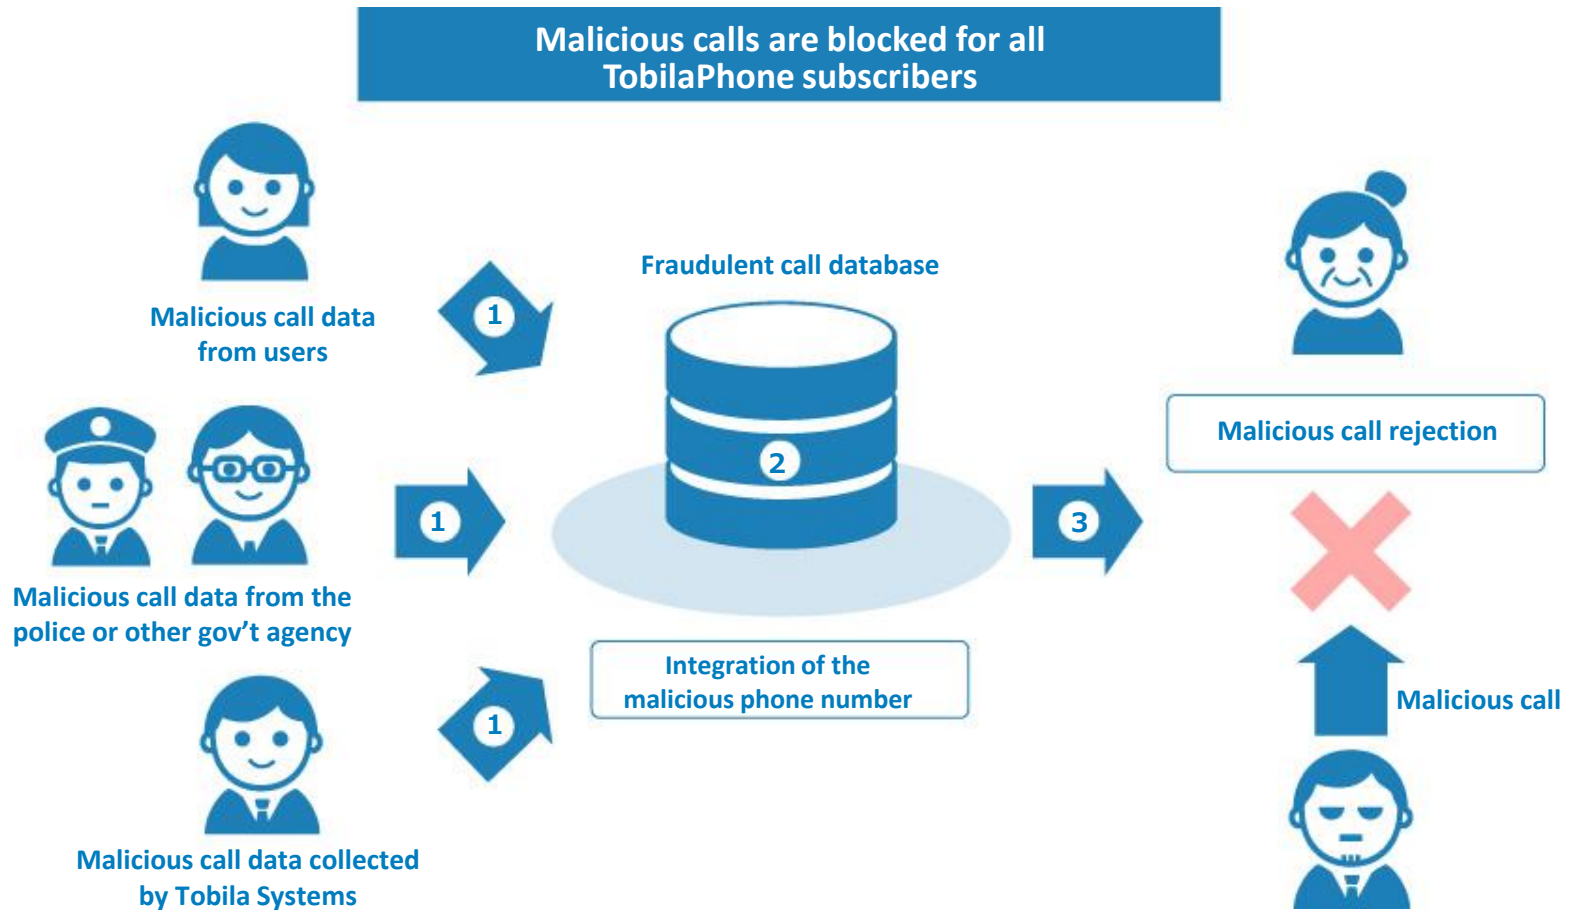 Malicious calls are blocked for all
TobilaPhone subscribers
Malicious call data
from users
1
Fraudulent call database
Malicious call rejection
2
1
3
Malicious call data from the
police or other gov't agency
Integration of the
malicious phone number
1
Malicious call
Malicious call data collected
by Tobila Systems